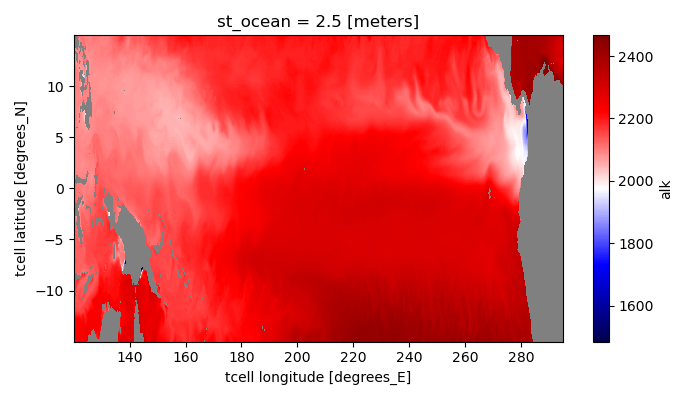 st_ocean = 2.5 [meters]
10
5
0
−5
−10
tcell latitude [degrees_N]
140 160 180 200 220 240 260 280
tcell longitude [degrees_E]
2400
2200
2000
1800
1600
alk